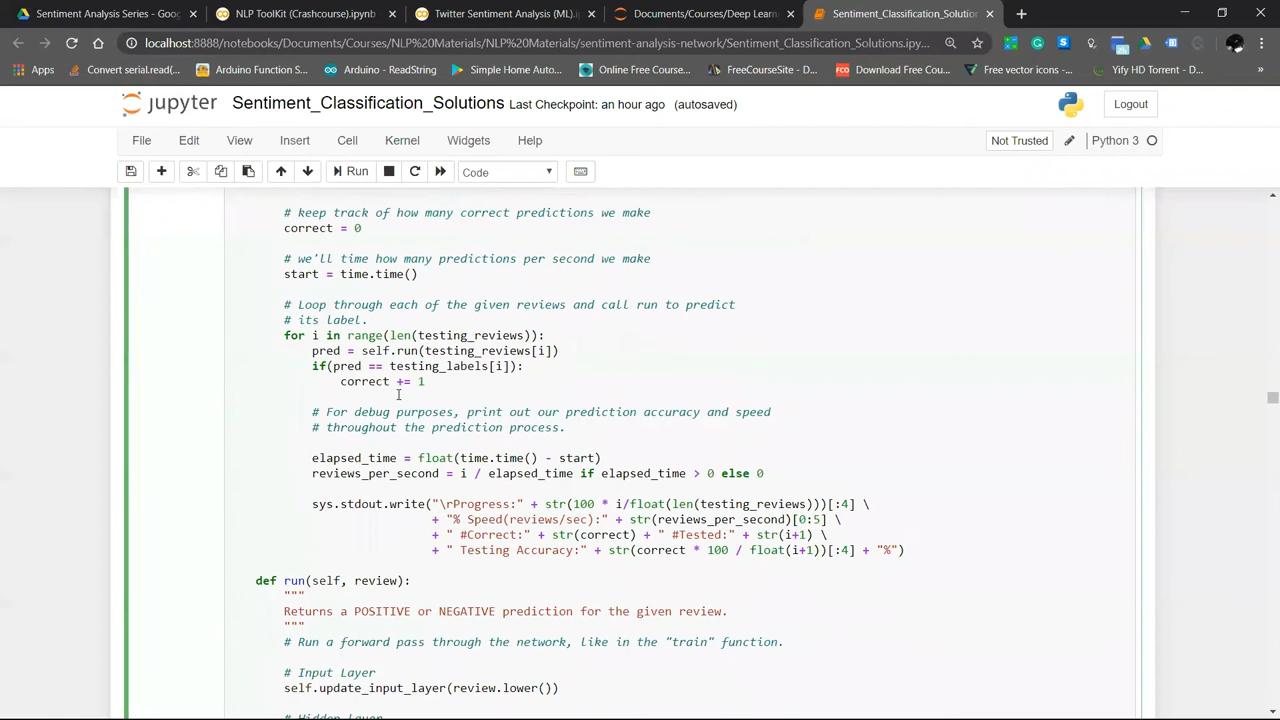 Sentiment Analysis Series - Goog
NLP ToolKit (Crashcourse).ipynb
Twitter Sentiment Analysis (ML).i
Documents/Courses/Deep Learn
Sentiment_Classification_Solution
localhost:8888/notebooks/Documents/Courses/NLP%20Materials/NLP%20Materials/sentiment-analysis-network/Sentiment_Classification_Solutions.ipy...
Apps
Convert serial.read(...
Arduino Function S...
Arduino - ReadString
Simple Home Auto...
Online Free Course...
FreeCourseSite - D...
Download Free Cou...
Free vector icons -...
Yify HD Torrent - D...
jupyter Sentiment_Classification_Solutions Last Checkpoint: an hour ago (autosaved)
Logout
File Edit View Insert Cell Kernel Widgets Help
Not Trusted
Python 3
Run
Code
# keep track of how many correct predictions we make
correct = 0
# we'll time how many predictions per second we make
start = time.time()
# Loop through each of the given reviews and call run to predict
# its label.
for i in range(len(testing_reviews)):
pred = self.run(testing_reviews[i])
if(pred == testing_labels[i]):
correct += 1
# For debug purposes, print out our prediction accuracy and speed
# throughout the prediction process.
elapsed_time = float(time.time() - start)
reviews_per_second = i / elapsed_time if elapsed_time > 0 else 0
sys.stdout.write("\rProgress:" + str(100 * i/float(len(testing_reviews)))[:4] \
+ "% Speed(reviews/sec):" + str(reviews_per_second)[0:5] \
+ " #Correct:" + str(correct) + " #Tested:" + str(i+1) \
+ " Testing Accuracy:" + str(correct * 100 / float(i+1))[:4] + "%")
def run(self, review):
"""
Returns a POSITIVE or NEGATIVE prediction for the given review.
"""
# Run a forward pass through the network, like in the "train" function.
# Input Layer
self.update_input_layer(review.lower())
# Hidden layer